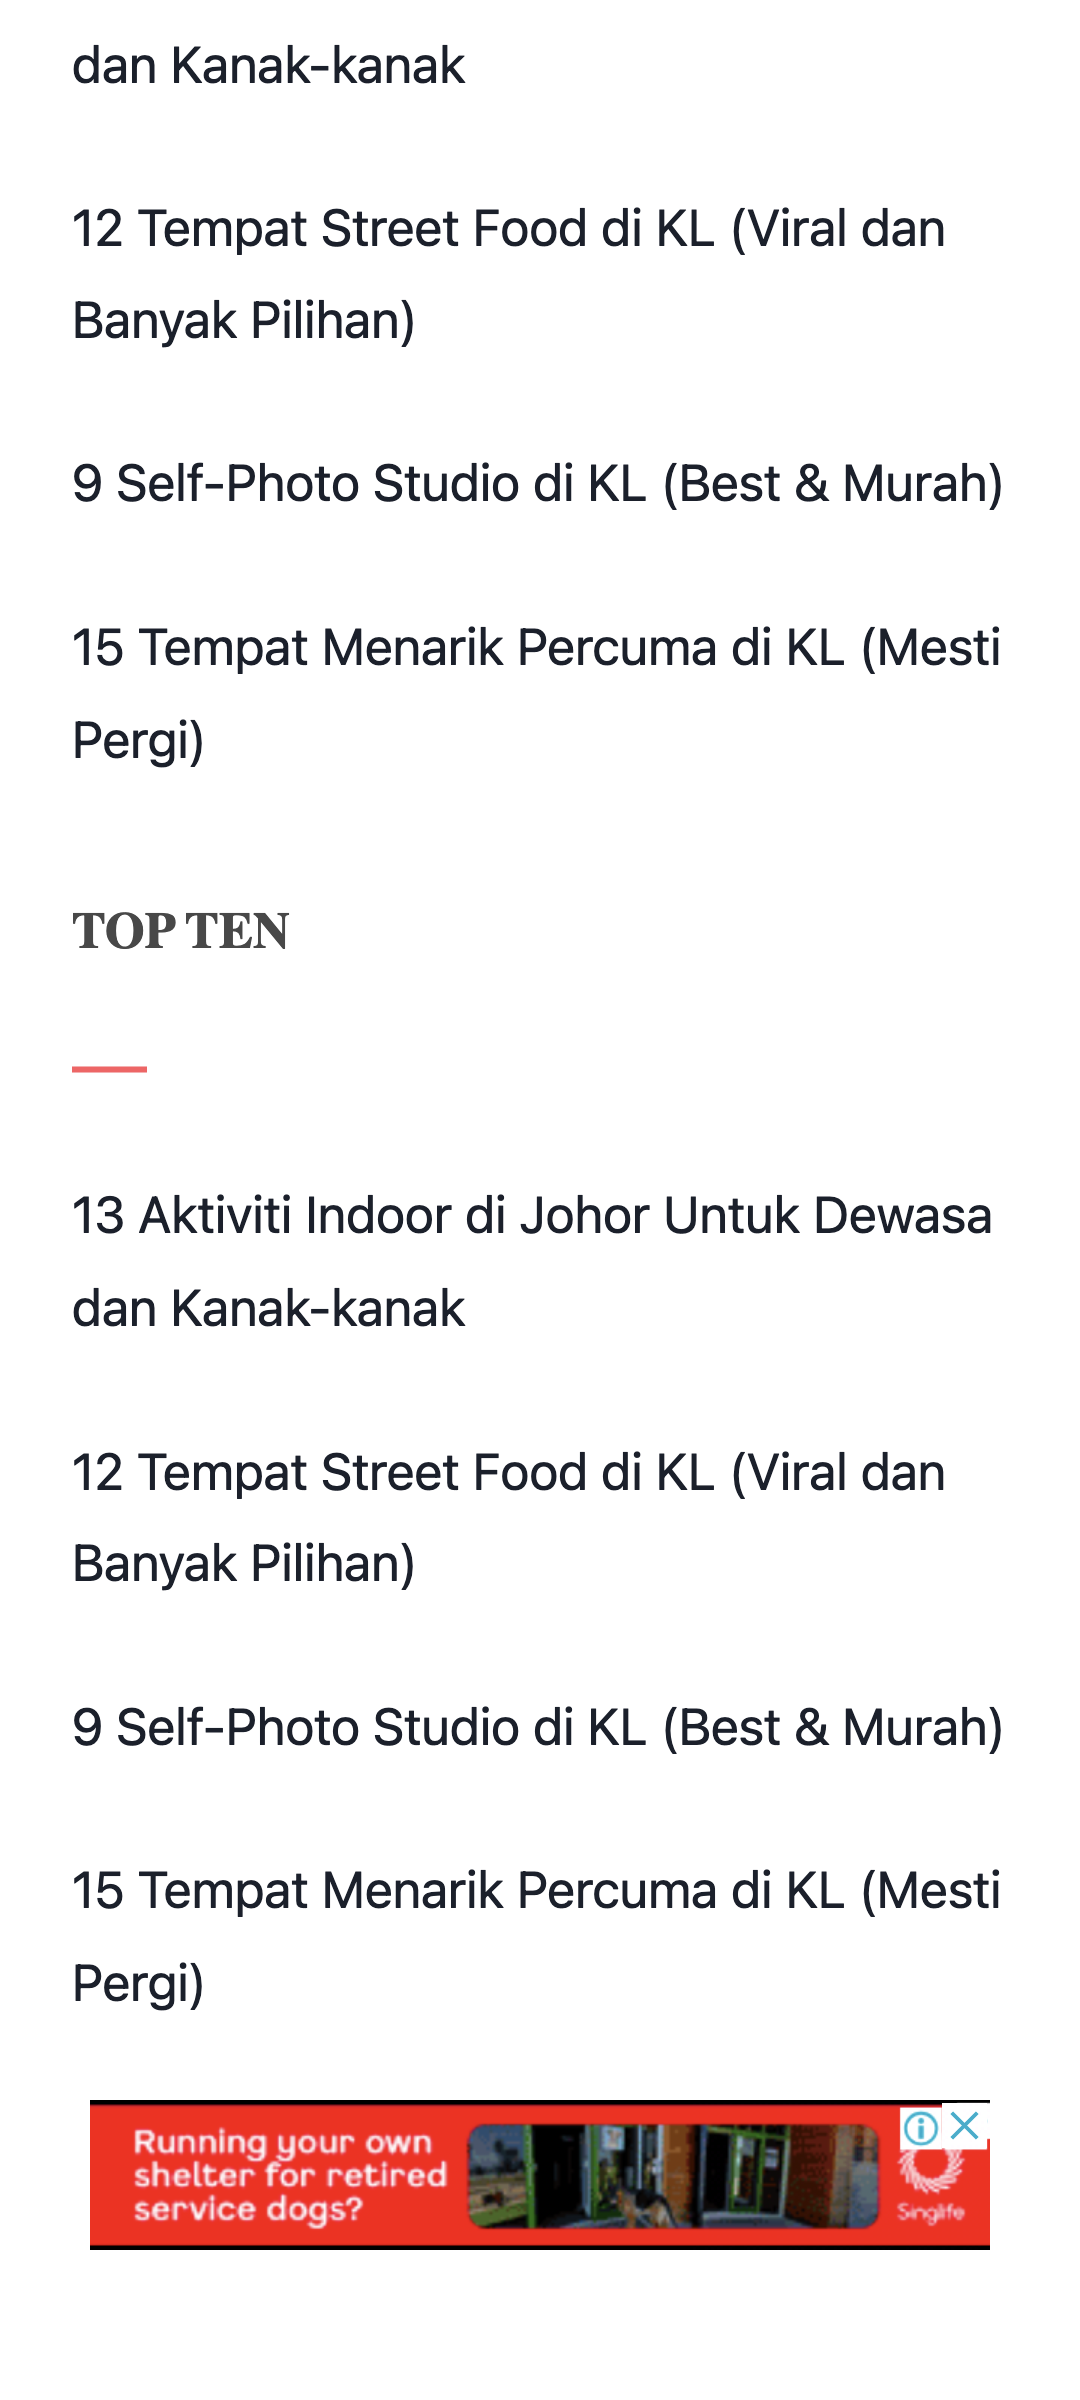 dan Kanak-kanak
12 Tempat Street Food di KL (Viral dan
Banyak Pilihan)
9 Self-Photo Studio di KL (Best & Murah)
15 Tempat Menarik Percuma di KL (Mesti
Pergi)
TOP TEN
13 Aktiviti Indoor di Johor Untuk Dewasa
dan Kanak-kanak
12 Tempat Street Food di KL (Viral dan
Banyak Pilihan)
9 Self-Photo Studio di KL (Best & Murah)
15 Tempat Menarik Percuma di KL (Mesti
Pergi)
Running your own
shelter for retired
service dogs?
Singlife